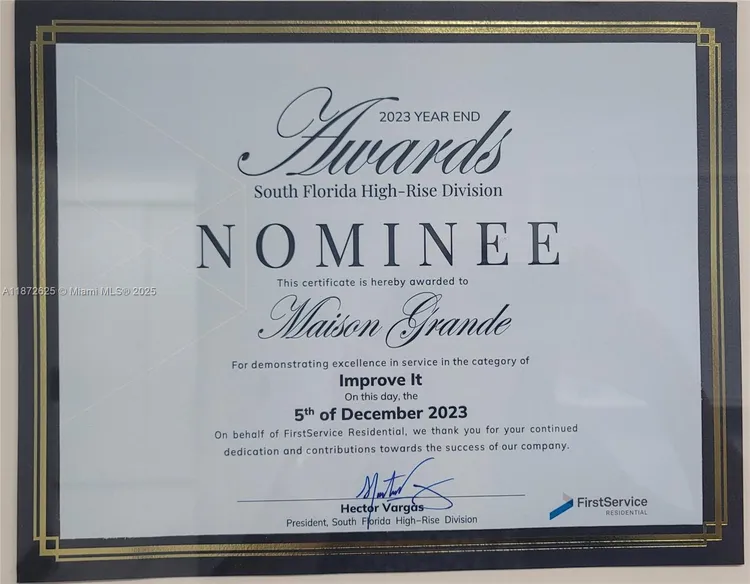 2023 YEAR END
Awards
South Florida High-Rise Division
NOMINEE
This certificate is hereby awarded to
Maison Grande
For demonstrating excellence in service in the category of
Improve It
On this day, the
5th of December 2023
On behalf of FirstService Residential, we thank you for your continued
dedication and contributions towards the success of our company.
Hector Vargas
President, South Florida High-Rise Division
FirstService
RESIDENTIAL
A11872625 © Miami MLS® 2025